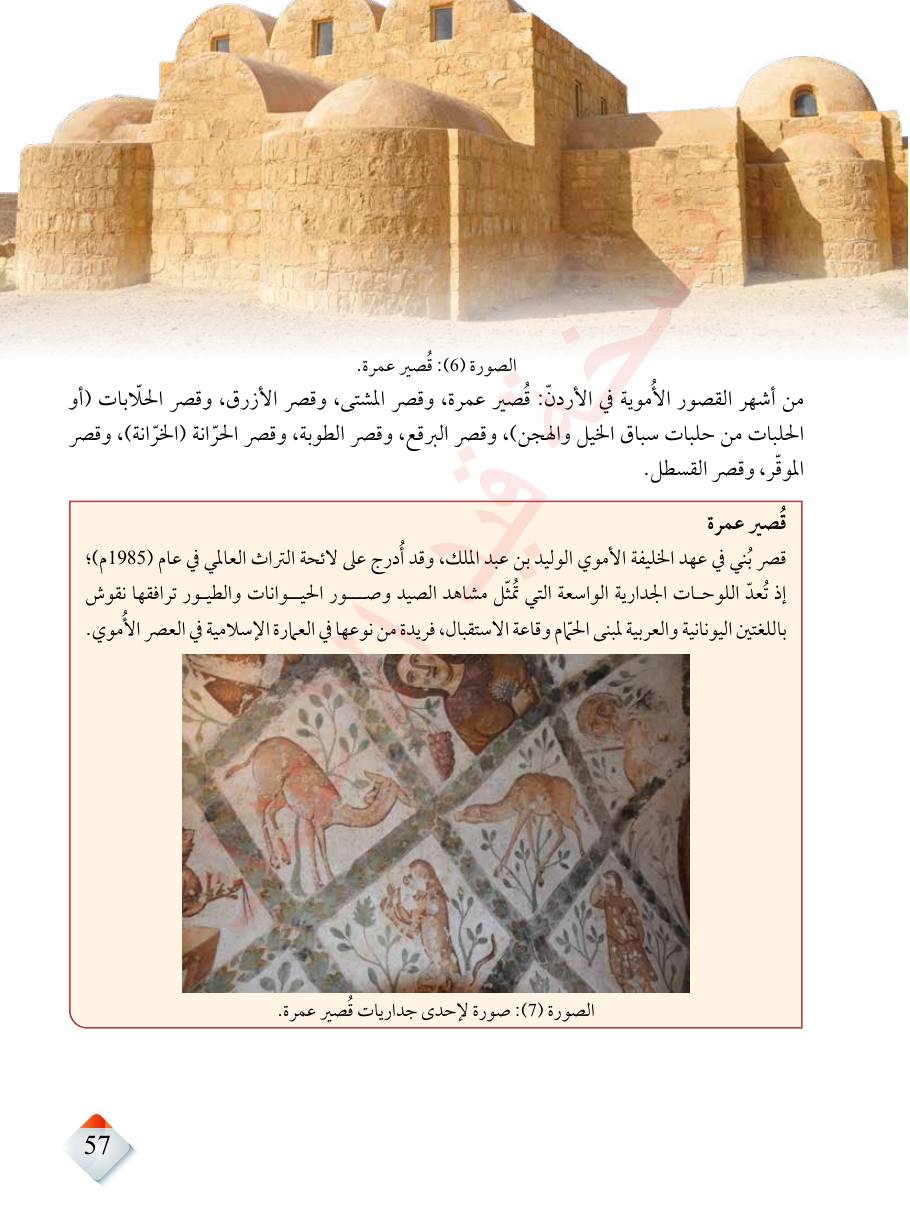 الصورة (6): قُصير عمرة.
من أشهر القصور الأُموية في الأردنّ: قُصير عمرة، وقصر المشتى، وقصر الأزرق، وقصر الحلّابات (أو
الحلبات من حلبات سباق الخيل والهجن)، وقصر البرقع، وقصر الطوبة، وقصر الحرّانة (الخرّانة)، وقصر
الموقّر، وقصر القسطل.
قُصير عمرة
قصر بُني في عهد الخليفة الأموي الوليد بن عبد الملك، وقد أُدرج على لائحة التراث العالمي في عام (1985م)؛
إذ تُعدّ اللوحات الجدارية الواسعة التي تُمثّل مشاهد الصيد وصور الحيوانات والطيور ترافقها نقوش
باللغتين اليونانية والعربية لمبنى الحمّام وقاعة الاستقبال، فريدة من نوعها في العمارة الإسلامية في العصر الأُموي.
الصورة (7): صورة لإحدى جداريات قُصير عمرة.
57